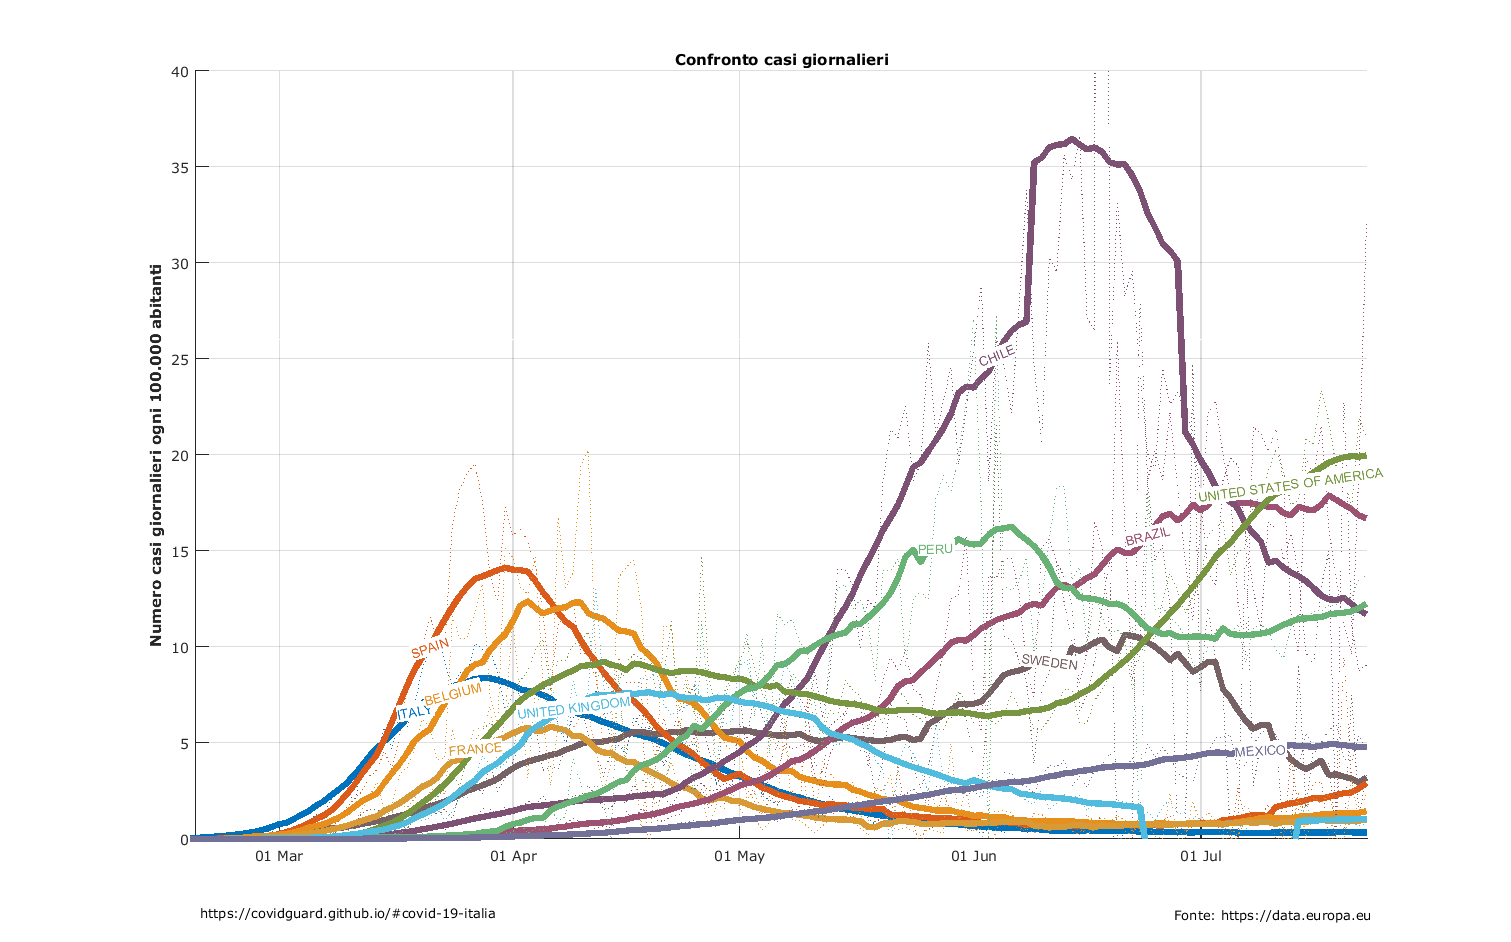 Confronto casi giornalieri
Numero casi giornalieri ogni 100.000 abitanti
40
35
30
25
20
15
10
5
0
CHILE
UNITED STATES OF AMERICA
BRAZIL
PERU
SWEDEN
SPAIN
BELGIUM
ITALY
UNITED KINGDOM
FRANCE
MEXICO
01 Mar
01 Apr
01 May
01 Jun
01 Jul
https://covidguard.github.io/#covid-19-italia
Fonte: https://data.europa.eu